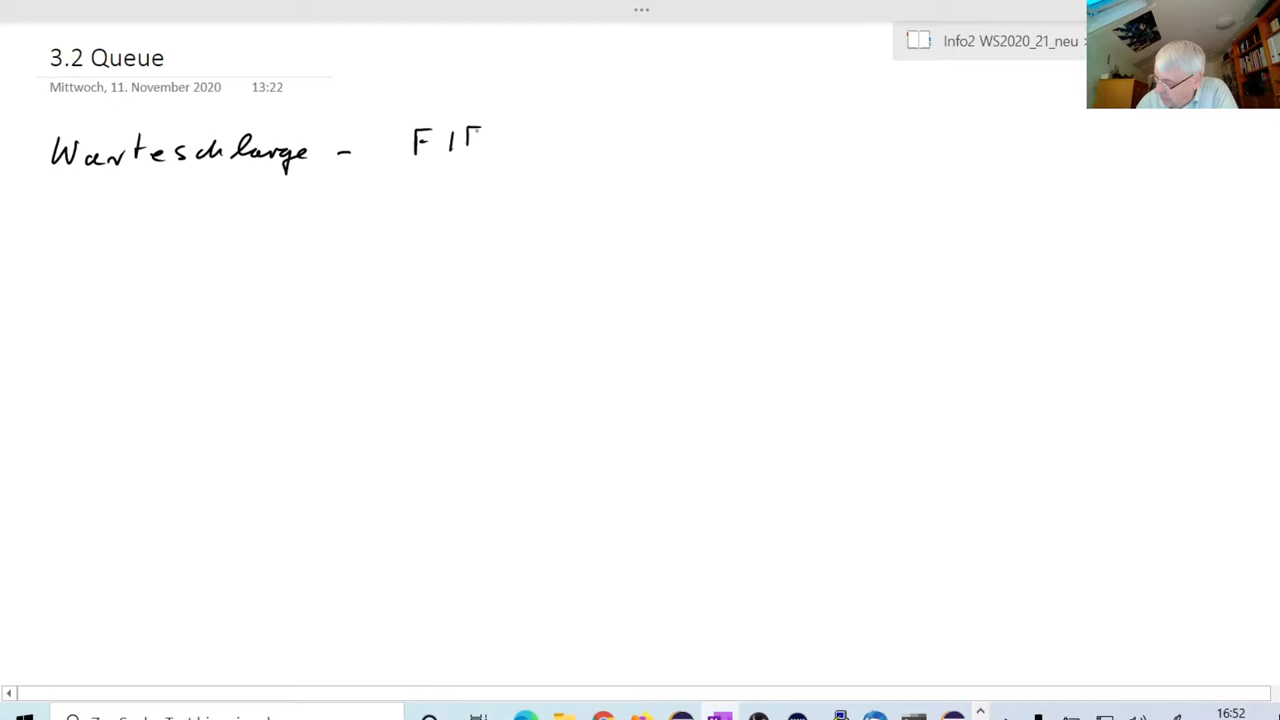 3.2 Queue
Info2 WS2020_21_neu >
Mittwoch, 11. November 2020 13:22
Warteschlange - FIF
16:52